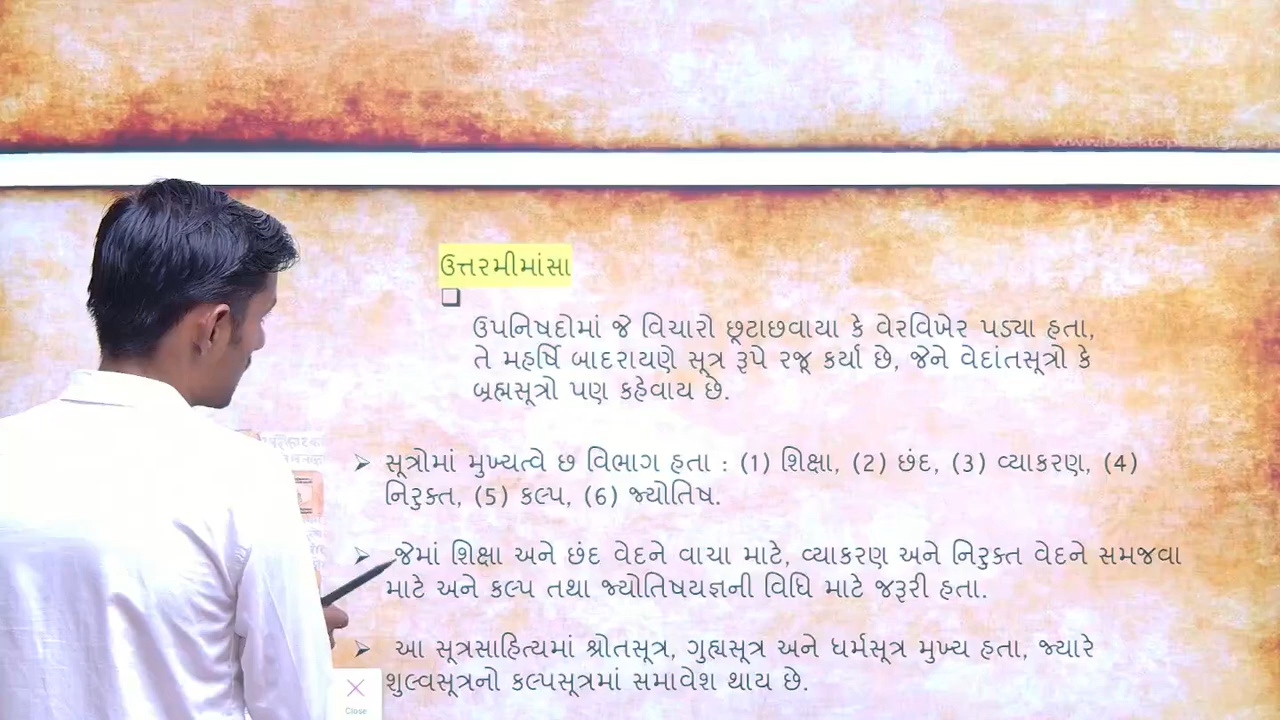 ઉત્તરમીમાંસા
ઉપનિષદોમાં જે વિચારો છૂટાછવાયા કે વેરવિખેર પડ્યા હતા,
તે મહર્ષિ બાદરાયણે સૂત્ર રૂપે રજૂ કર્યા છે, જેને વેદાંતસૂત્રો કે
બ્રહ્મસૂત્રો પણ કહેવાય છે.
➢ સૂત્રોમાં મુખ્યત્વે છ વિભાગ હતા : (1) શિક્ષા, (2) છંદ, (3) વ્યાકરણ, (4)
નિરુક્ત, (5) કલ્પ, (6) જ્યોતિષ.
➢ જેમાં શિક્ષા અને છંદ વેદને વાચા માટે, વ્યાકરણ અને નિરુક્ત વેદને સમજવા
માટે અને કલ્પ તથા જ્યોતિષયજ્ઞની વિધિ માટે જરૂરી હતા.
➢ આ સૂત્રસાહિત્યમાં શ્રોતસૂત્ર, ગુહ્યસૂત્ર અને ધર્મસૂત્ર મુખ્ય હતા, જ્યારે
શુલ્વસૂત્રનો કલ્પસૂત્રમાં સમાવેશ થાય છે.
Close